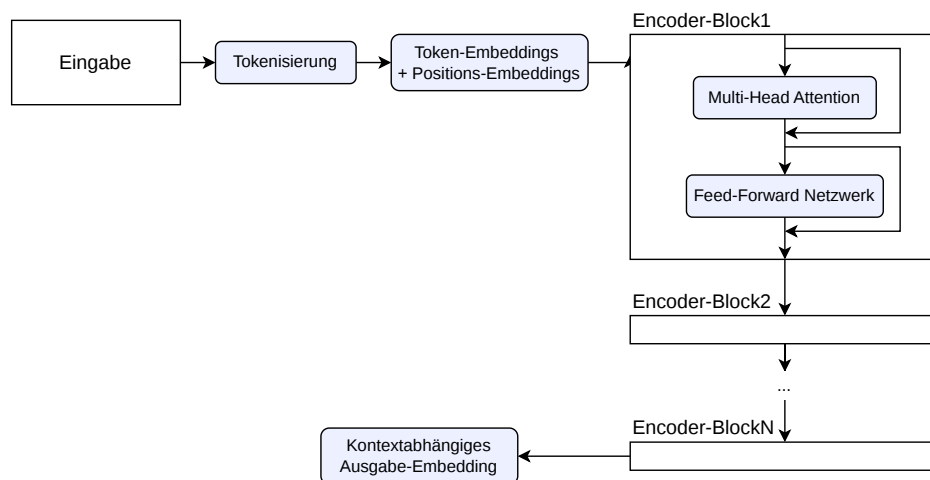 Encoder-Block1
Eingabe
Tokenisierung
Token-Embeddings
+ Positions-Embeddings
Multi-Head Attention
Feed-Forward Netzwerk
Encoder-Block2
...
Encoder-BlockN
Kontextabhängiges
Ausgabe-Embedding